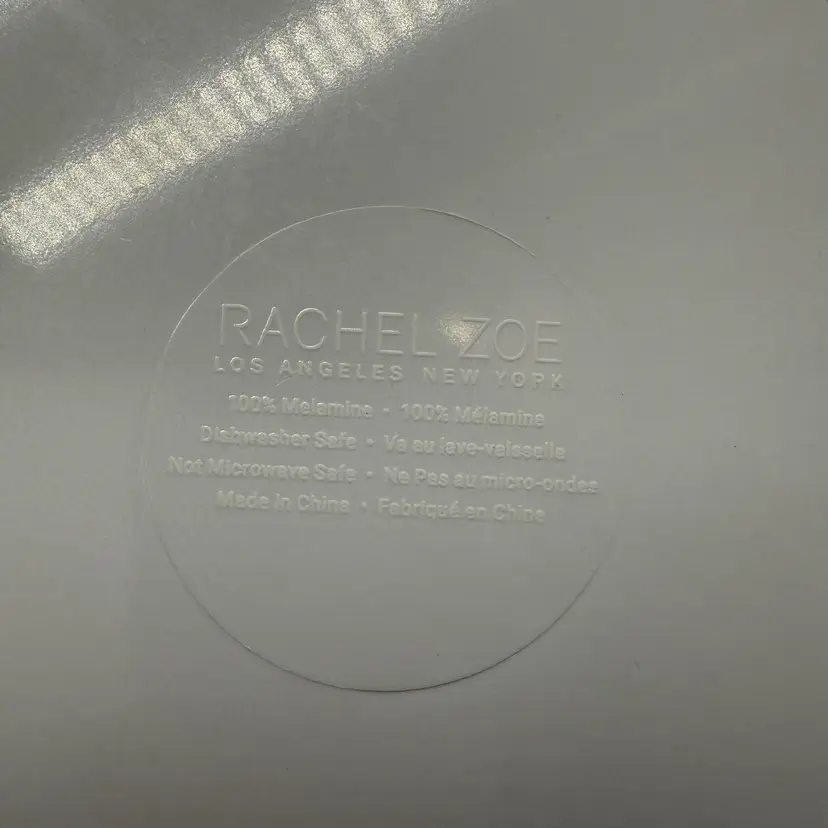 RACHEL ZOE
LOS ANGELES NEW YORK
100% Melamine • 100% Mélamine
Dishwasher Safe • Va au lave-vaisselle
Not Microwave Safe • Ne Pas au micro-ondes
Made in China • Fabriqué en Chine